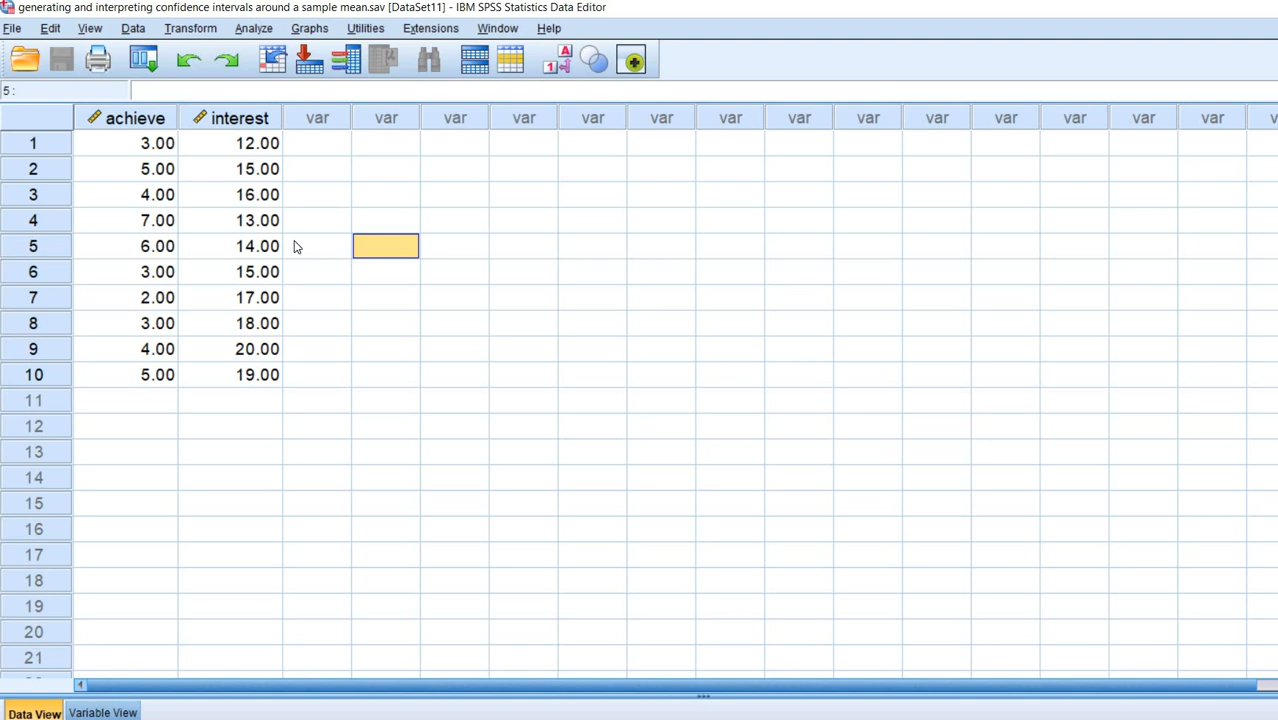 generating and interpreting confidence intervals around a sample mean.sav [DataSet11] - IBM SPSS Statistics Data Editor
File Edit View Data Transform Analyze Graphs Utilities Extensions Window Help
5 :
achieve interest var var var var var var var var var var var var var var
1 3.00 12.00
2 5.00 15.00
3 4.00 16.00
4 7.00 13.00
5 6.00 14.00
6 3.00 15.00
7 2.00 17.00
8 3.00 18.00
9 4.00 20.00
10 5.00 19.00
11
12
13
14
15
16
17
18
19
20
21
Data View Variable View